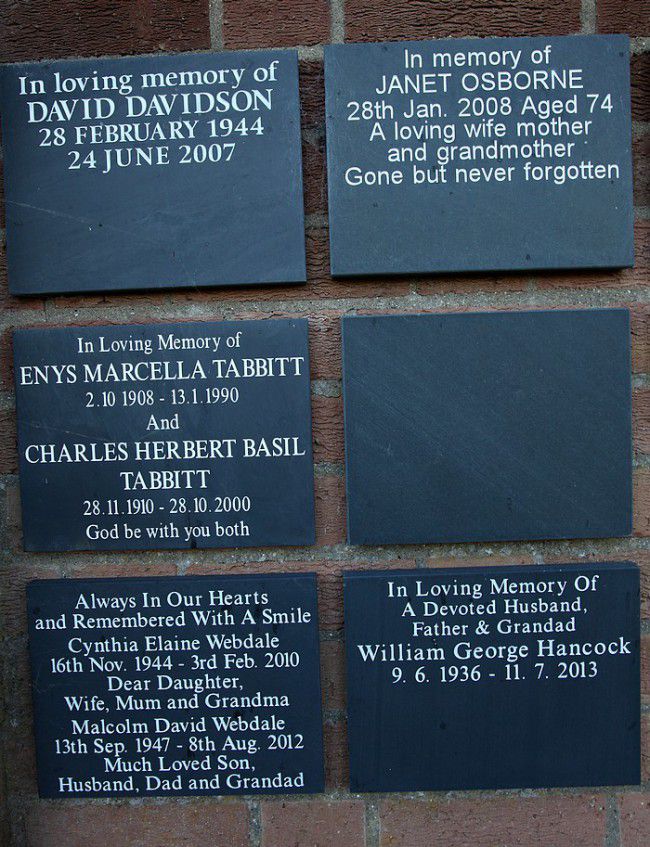 In loving memory of
DAVID DAVIDSON
28 FEBRUARY 1944
24 JUNE 2007
In memory of
JANET OSBORNE
28th Jan. 2008 Aged 74
A loving wife mother
and grandmother
Gone but never forgotten
In Loving Memory of
ENYS MARCELLA TABBITT
2.10 1908 - 13.1.1990
And
CHARLES HERBERT BASIL
TABBITT
28.11.1910 - 28.10.2000
God be with you both
Always In Our Hearts
and Remembered With A Smile
Cynthia Elaine Webdale
16th Nov. 1944 - 3rd Feb. 2010
Dear Daughter,
Wife, Mum and Grandma
Malcolm David Webdale
13th Sep. 1947 - 8th Aug. 2012
Much Loved Son,
Husband, Dad and Grandad
In Loving Memory Of
A Devoted Husband,
Father & Grandad
William George Hancock
9. 6. 1936 - 11. 7. 2013